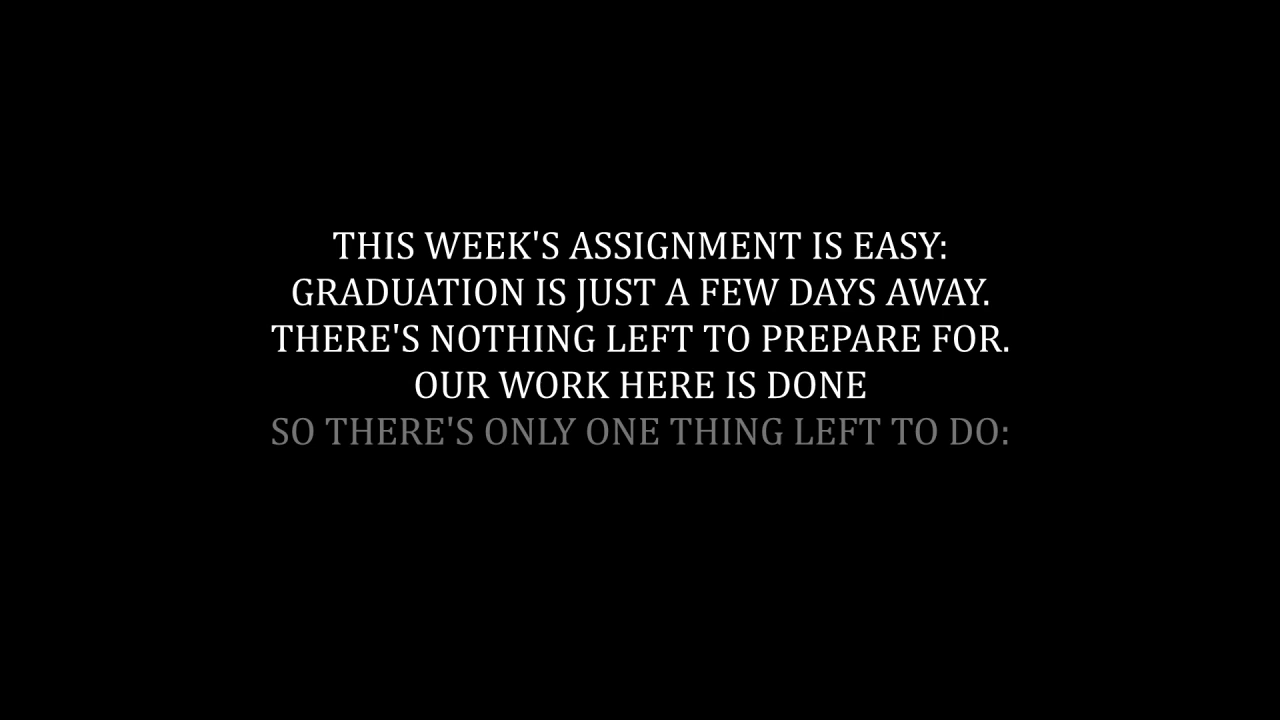 THIS WEEK'S ASSIGNMENT IS EASY:
GRADUATION IS JUST A FEW DAYS AWAY.
THERE'S NOTHING LEFT TO PREPARE FOR.
OUR WORK HERE IS DONE
SO THERE'S ONLY ONE THING LEFT TO DO: